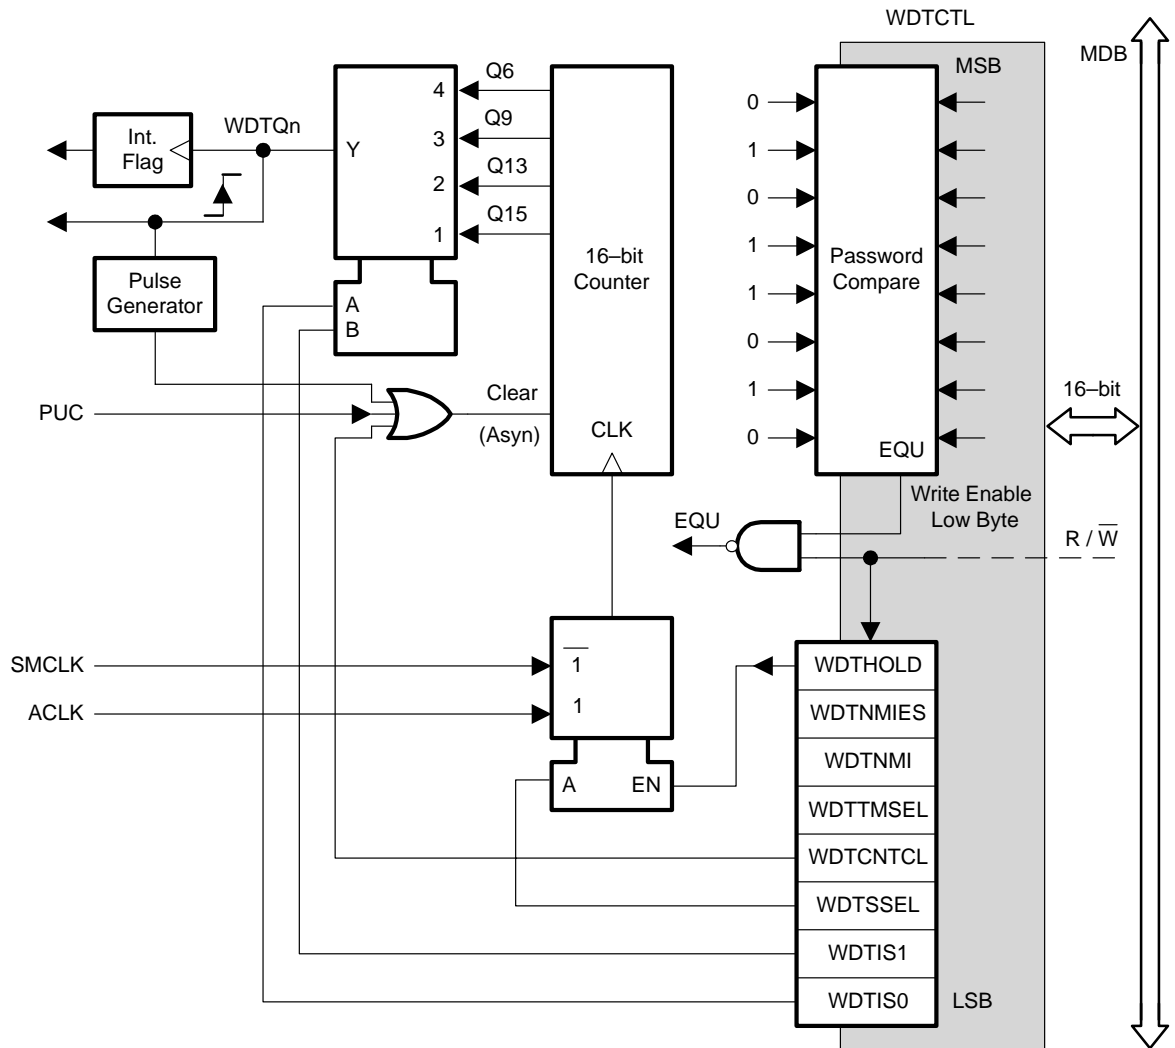 WDTCTL
MDB
MSB
Q6
4
0
Int.
Flag
WDTQn
Y
Q9
3
1
Q13
2
0
Q15
1
1
16–bit
Counter
Password
Compare
Pulse
Generator
A
B
1
0
1
0
PUC
Clear
(Asyn)
CLK
EQU
16–bit
Write Enable
Low Byte
EQU
R / W
SMCLK
1
ACLK
1
A
EN
WDTHOLD
WDTNMIES
WDTNMI
WDTTMSEL
WDTCNTCL
WDTSSEL
WDTIS1
WDTIS0
LSB